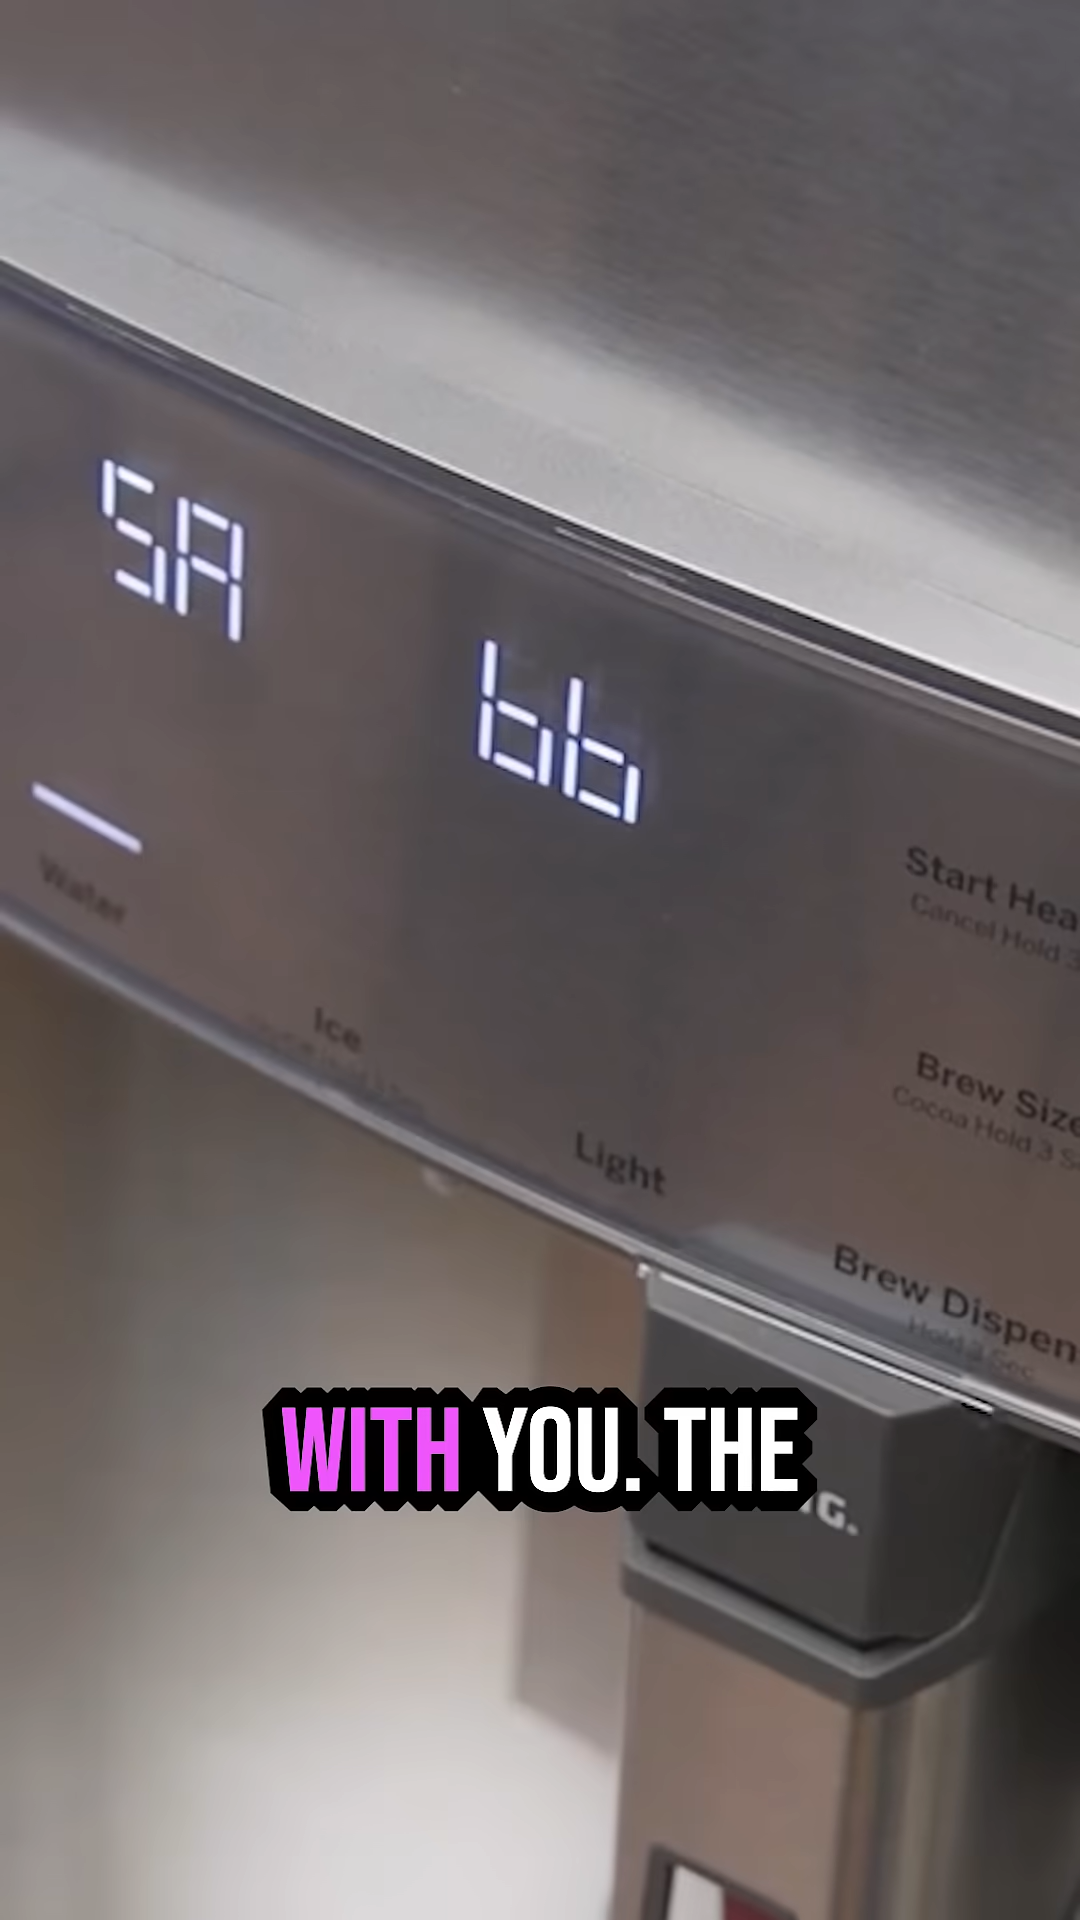 SA
bb
Water
Ice
Light
Start Hea
Cancel Hold 3
Brew Size
Cocoa Hold 3 S
Brew Dispen
Hold 3 Sec
WITH YOU. THE
G.